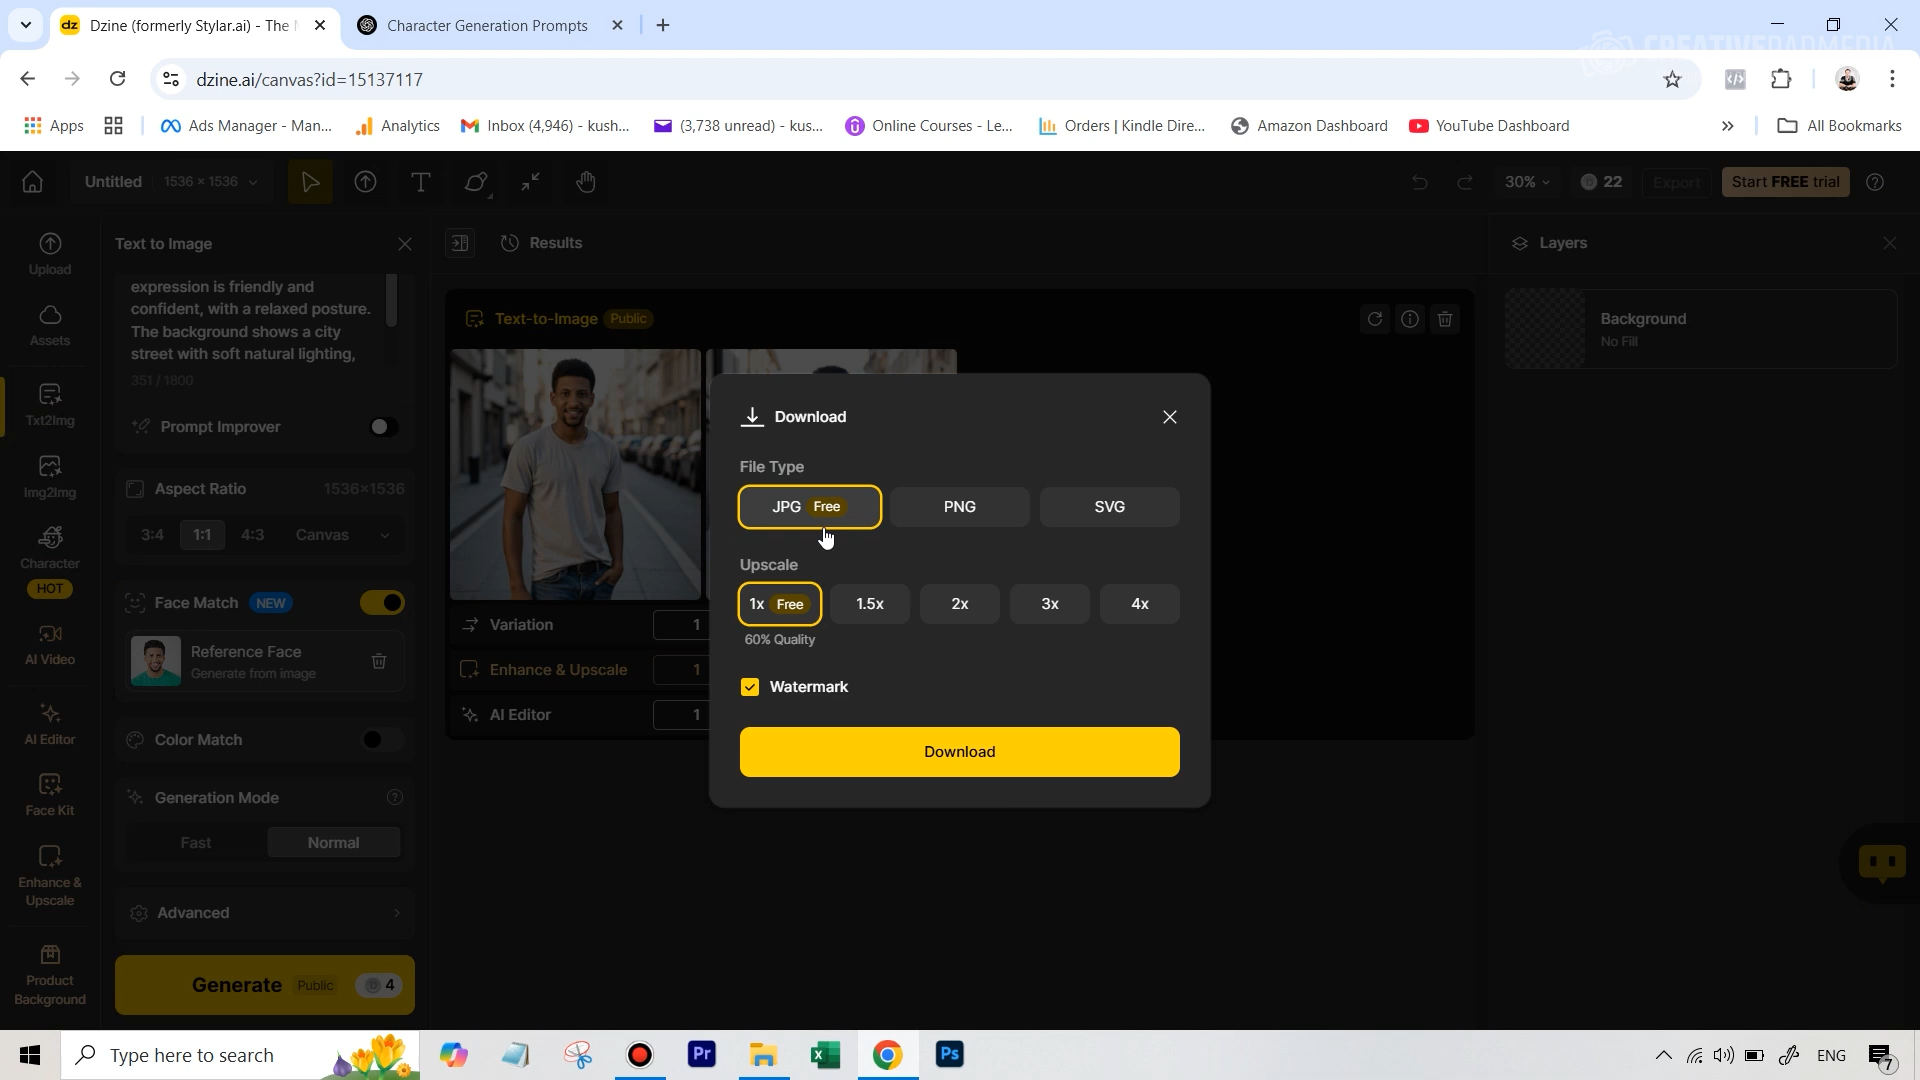 Dzine (formerly Stylar.ai) - The
Character Generation Prompts
CREATIVEDADMEDIA
dzine.ai/canvas?id=15137117
Apps
Ads Manager - Man...
Analytics
Inbox (4,946) - kush...
(3,738 unread) - kus...
Online Courses - Le...
Orders | Kindle Dire...
Amazon Dashboard
YouTube Dashboard
All Bookmarks
Untitled 1536 × 1536
30%
22
Export
Start FREE trial
Upload
Assets
Txt2Img
Img2Img
Character
HOT
AI Video
AI Editor
Face Kit
Enhance &
Upscale
Product
Background
Text to Image
expression is friendly and
confident, with a relaxed posture.
The background shows a city
street with soft natural lighting,
351 / 1800
Prompt Improver
Aspect Ratio 1536×1536
3:4 1:1 4:3 Canvas
Face Match NEW
Reference Face
Generate from image
Color Match
Generation Mode
Fast Normal
Advanced
Generate Public 4
Results
Text-to-Image Public
Variation 1
Enhance & Upscale 1
AI Editor 1
Download
File Type
JPG Free PNG SVG
Upscale
1x Free 1.5x 2x 3x 4x
60% Quality
Watermark
Download
Layers
Background
No Fill
Type here to search
Pr
Ps
ENG
7